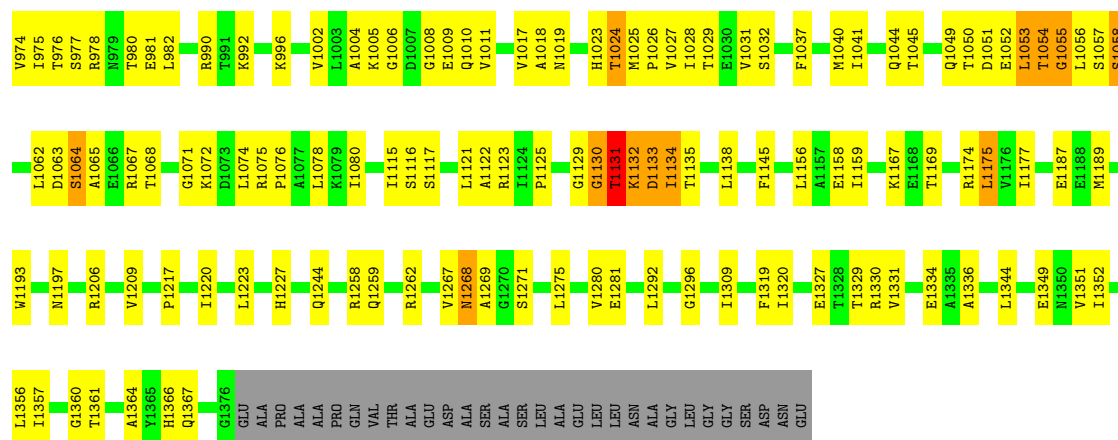 V974 I975 T976 S977 R978 N979 T980 E981 L982 R990 T991 K992 K996 V1002 L1003 A1004 K1005 G1006 D1007 G1008 E1009 Q1010 V1011 V1017 A1018 N1019 H1023 T1024 M1025 P1026 V1027 I1028 T1029 E1030 V1031 S1032 F1037 M1040 I1041 Q1044 T1045 Q1049 T1050 D1051 E1052 L1053 T1054 G1055 L1056 S1057 S1058
L1062 D1063 S1064 A1065 E1066 R1067 T1068 G1071 K1072 D1073 L1074 R1075 P1076 A1077 L1078 K1079 I1080 I1115 S1116 S1117 L1121 A1122 R1123 I1124 P1125 G1129 G1130 T1131 K1132 D1133 I1134 T1135 L1138 F1145 L1156 A1157 E1158 I1159 K1167 E1168 T1169 R1174 L1175 V1176 I1177 E1187 E1188 M1189
W1193 N1197 R1206 V1209 P1217 I1220 L1223 H1227 Q1244 R1258 Q1259 R1262 V1267 N1268 A1269 G1270 S1271 L1275 V1280 E1281 L1292 G1296 I1309 F1319 I1320 E1327 T1328 T1329 R1330 V1331 E1334 A1335 A1336 L1344 E1349 N1350 V1351 I1352
L1356 I1357 G1360 T1361 A1364 Y1365 H1366 Q1367 G1376 GLU ALA PRO ALA ALA PRO GLN VAL THR ALA GLU ASP ALA SER ALA SER LEU ALA GLU LEU LEU ASN ALA GLY LEU GLY GLY SER ASP ASN GLU